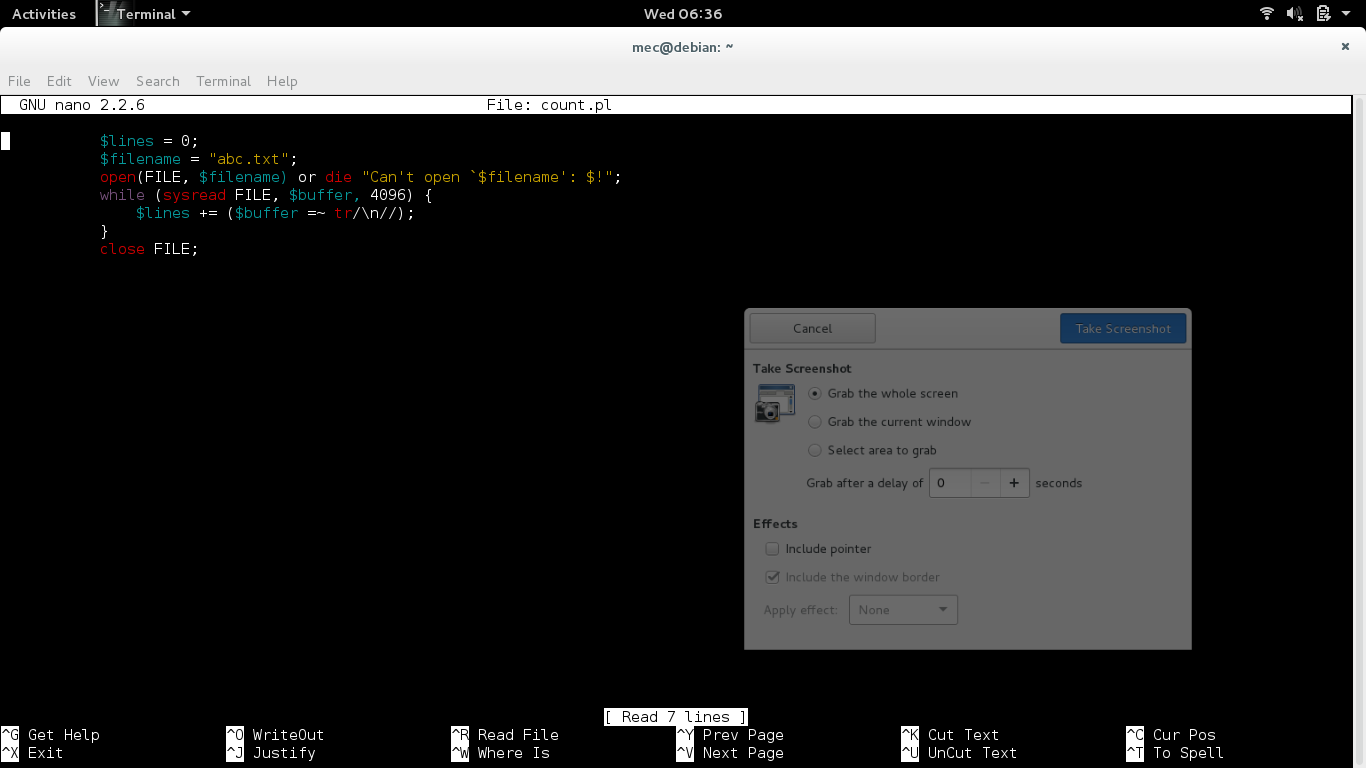 Activities Terminal Wed 06:36
mec@debian: ~ ×
File Edit View Search Terminal Help
GNU nano 2.2.6 File: count.pl
$lines = 0;
$filename = "abc.txt";
open(FILE, $filename) or die "Can't open `$filename': $!";
while (sysread FILE, $buffer, 4096) {
$lines += ($buffer =~ tr/\n//);
}
close FILE;
Cancel Take Screenshot
Take Screenshot
Grab the whole screen
Grab the current window
Select area to grab
Grab after a delay of 0 − + seconds
Effects
Include pointer
Include the window border
Apply effect: None
[ Read 7 lines ]
^G Get Help ^O WriteOut ^R Read File ^Y Prev Page ^K Cut Text ^C Cur Pos
^X Exit ^J Justify ^W Where Is ^V Next Page ^U UnCut Text ^T To Spell